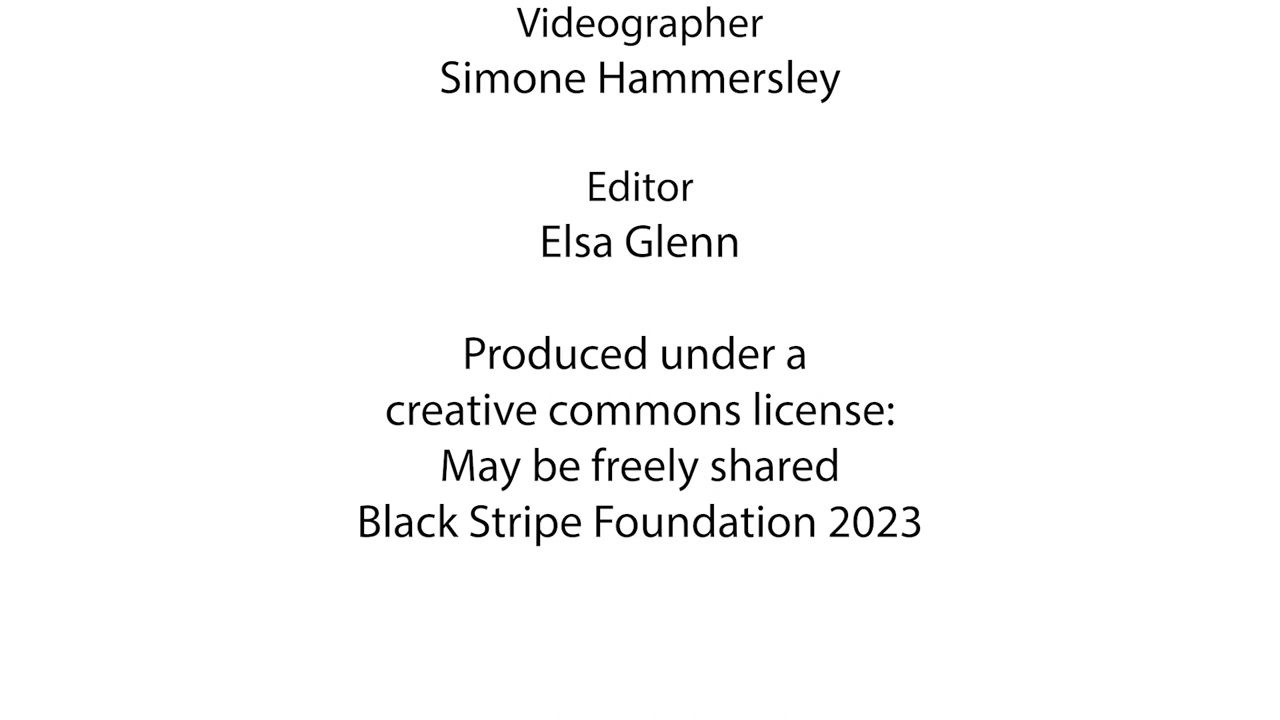 Videographer
Simone Hammersley
Editor
Elsa Glenn
Produced under a
creative commons license:
May be freely shared
Black Stripe Foundation 2023